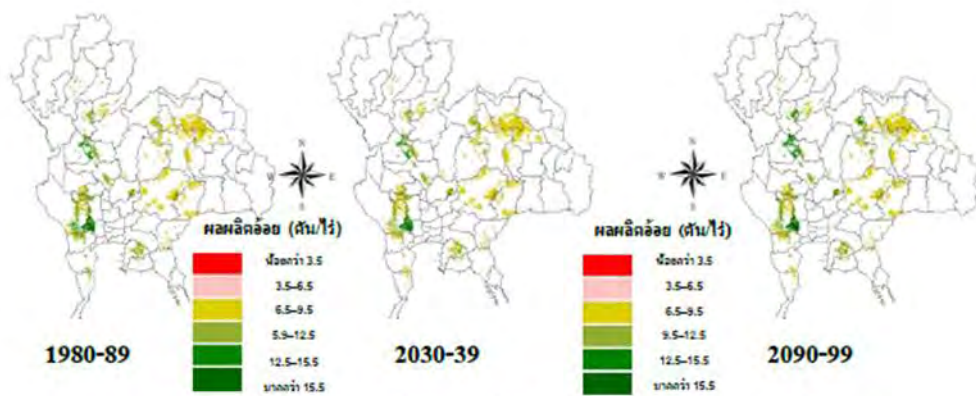 N
W E
S
ผลผลิตอ้อย (ตัน/ไร่)
น้อยกว่า 3.5
3.5–6.5
6.5–9.5
5.9–12.5
12.5–15.5
มากกว่า 15.5
1980-89
2030-39
N
W E
S
ผลผลิตอ้อย (ตัน/ไร่)
น้อยกว่า 3.5
3.5–6.5
6.5–9.5
9.5–12.5
12.5–15.5
มากกว่า 15.5
2090-99